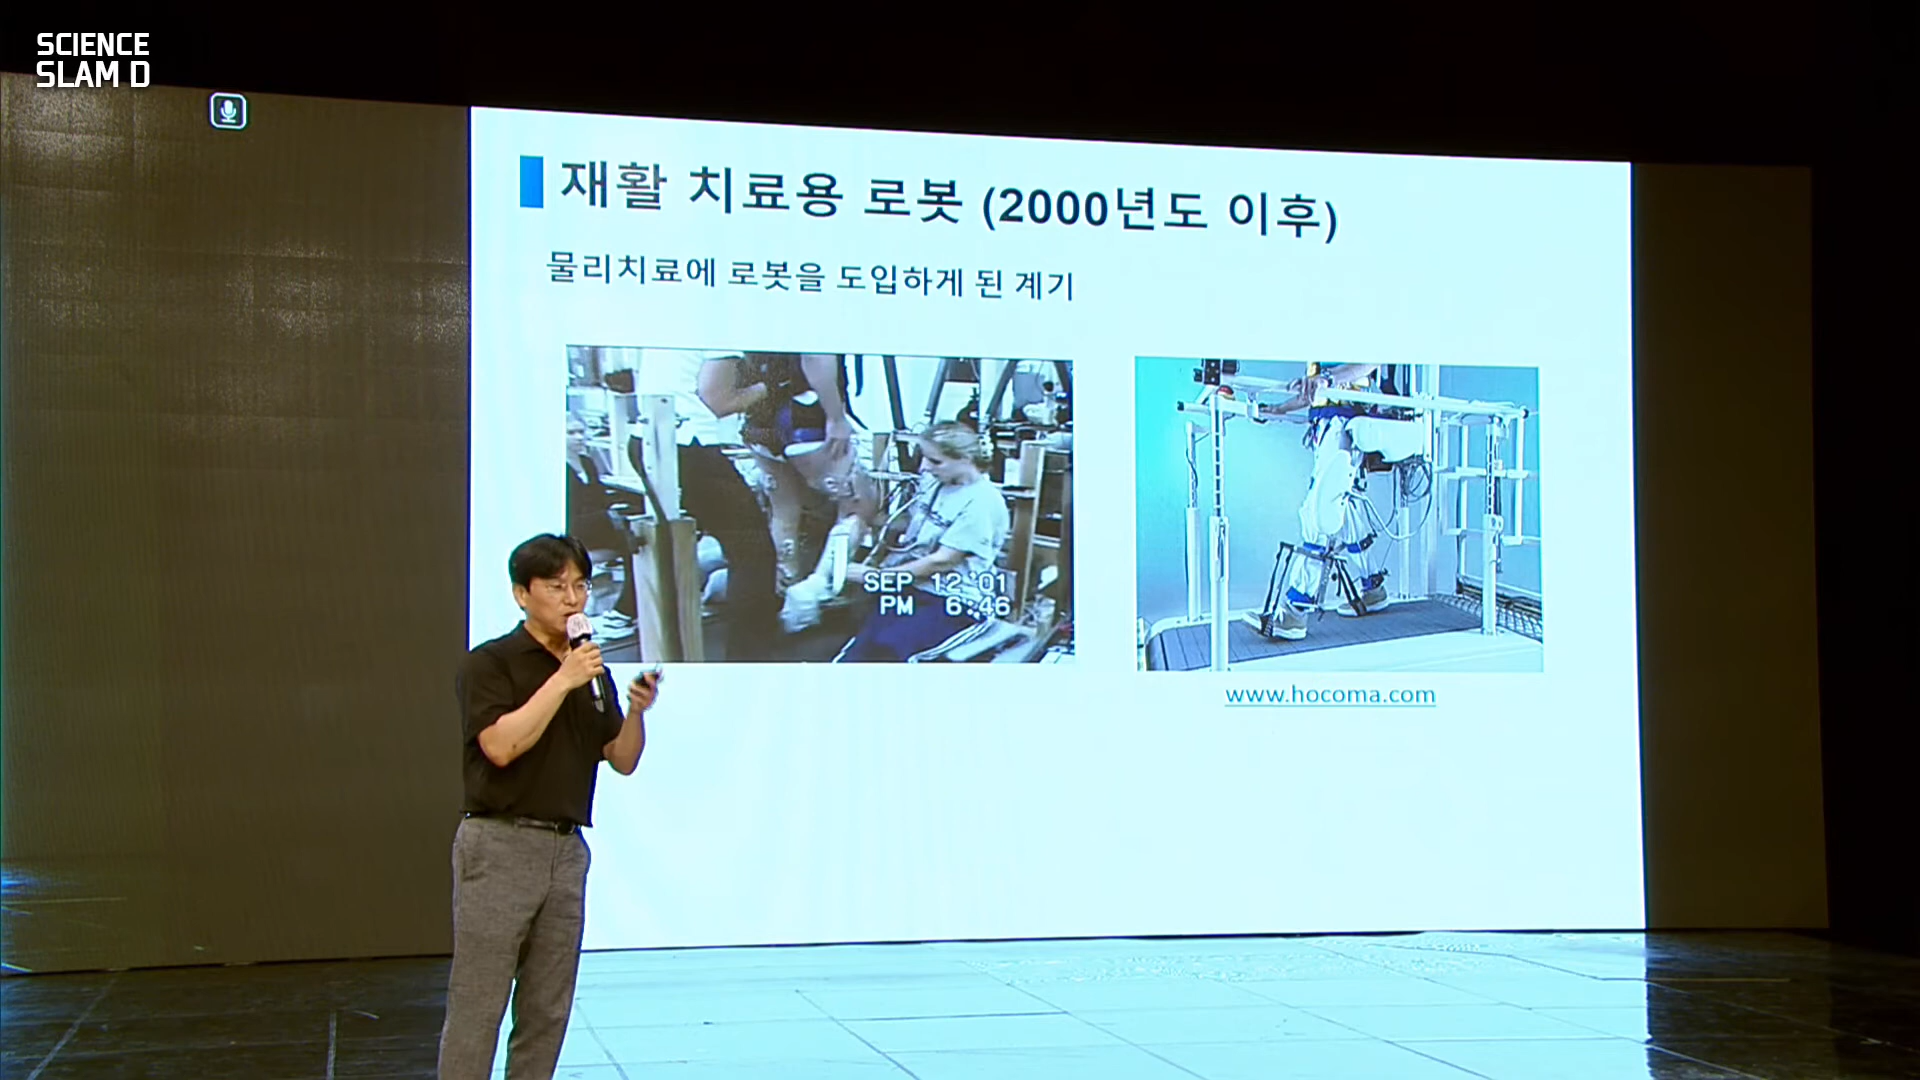 SCIENCE
SLAM D
재활 치료용 로봇 (2000년도 이후)
물리치료에 로봇을 도입하게 된 계기
SEP 12 '01
PM 6:46
www.hocoma.com